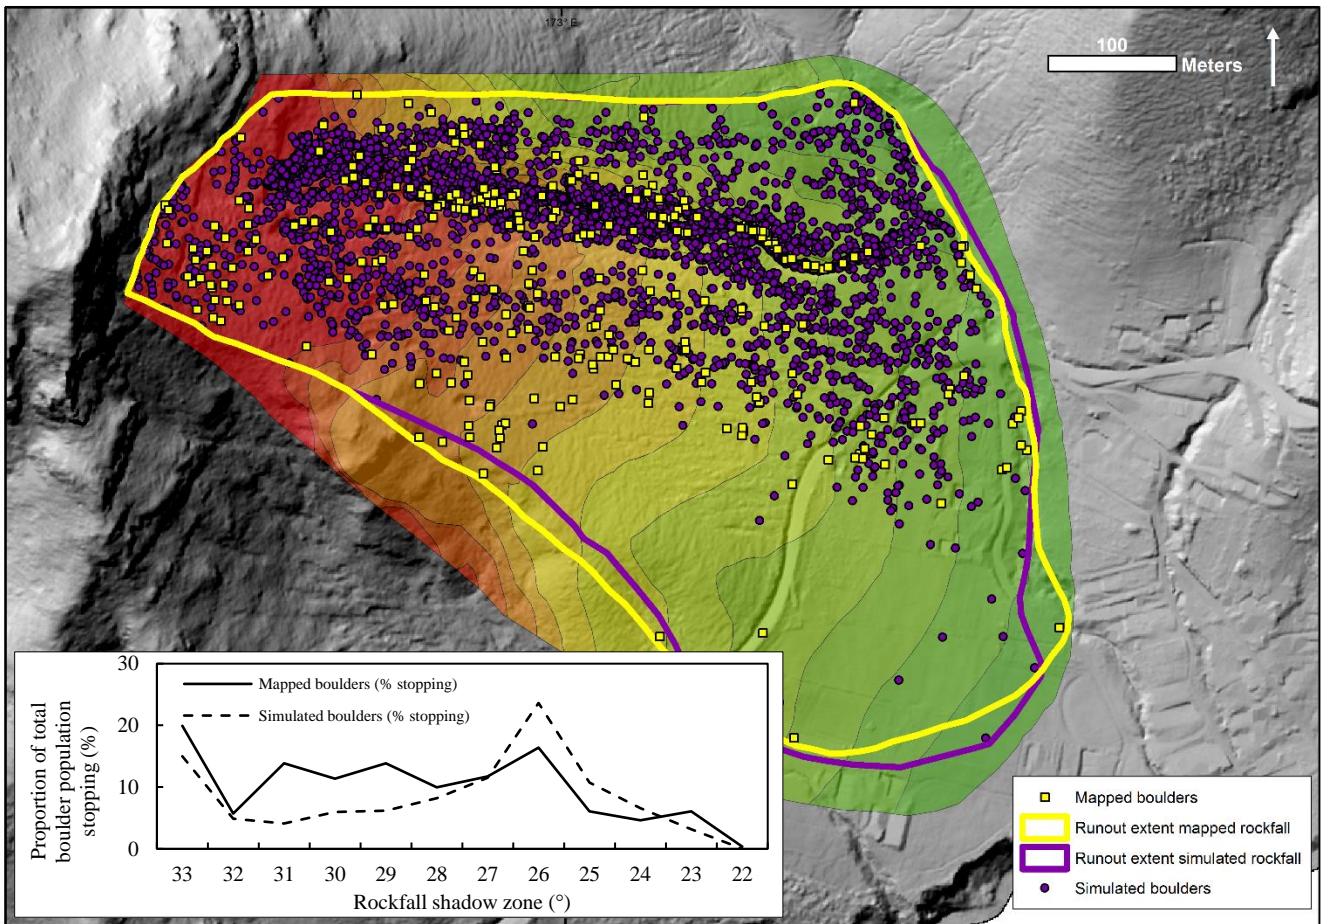 173° E
100
Meters
30
20
10
0
Proportion of total
boulder population
stopping (%)
Mapped boulders (% stopping)
Simulated boulders (% stopping)
33 32 31 30 29 28 27 26 25 24 23 22
Rockfall shadow zone (°)
Mapped boulders
Runout extent mapped rockfall
Runout extent simulated rockfall
Simulated boulders